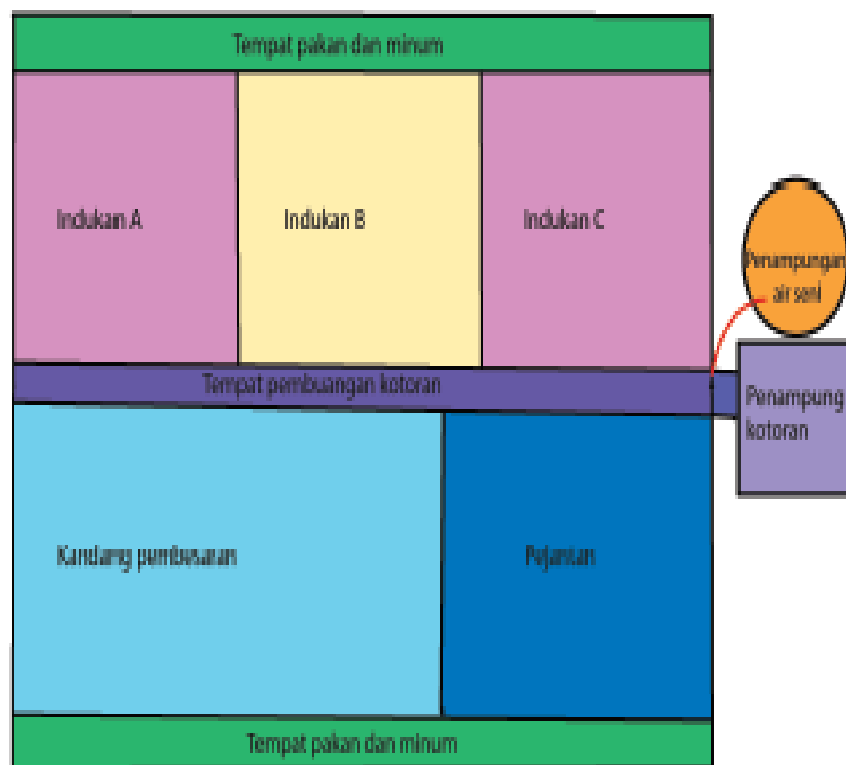 Tempat pakan dan minum
Indukan A
Indukan B
Indukan C
Penampungan
air seni
Tempat pembuangan kotoran
Penampung
kotoran
Kandang pembesaran
Pejantan
Tempat pakan dan minum